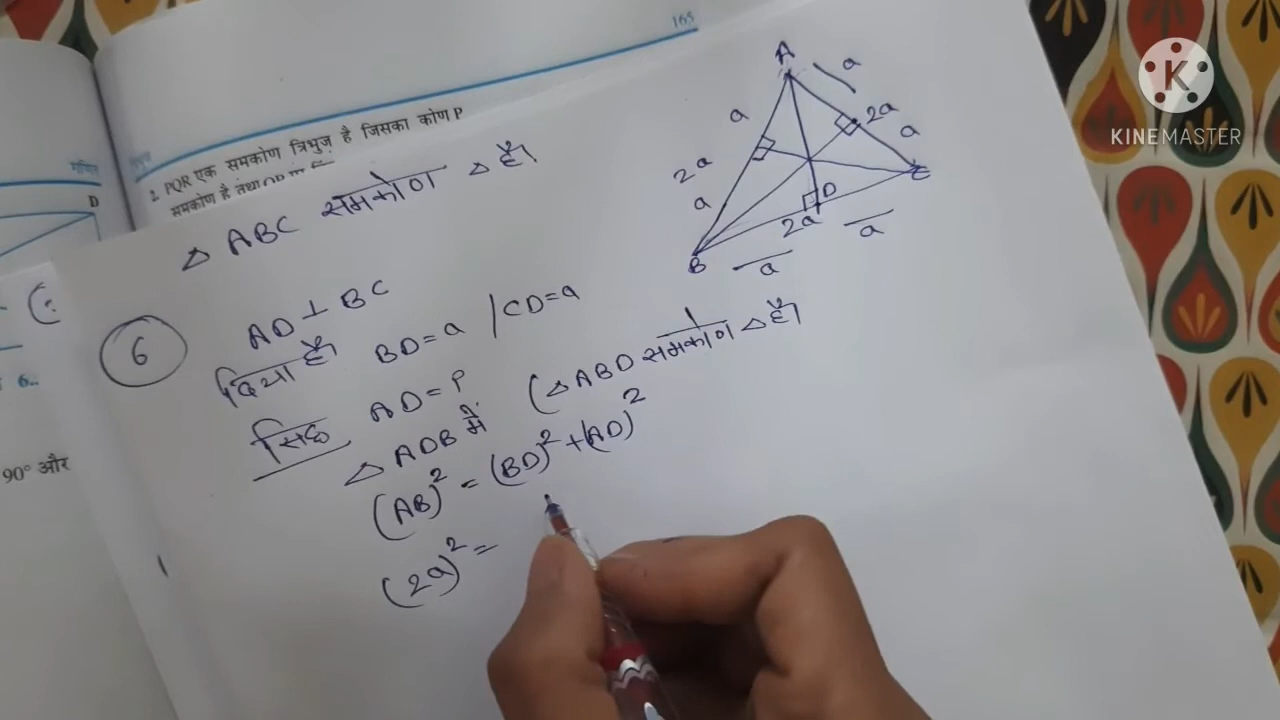 165
2. PQR एक समकोण त्रिभुज है जिसका कोण P
समकोण है तथा
△ ABC समकोण △ है।
6
AD ⊥ BC
दिया है।
BD = a / CD = a
सिद्ध AD = P
△ ADB में (△ ABD समकोण △ है।
(AB)² = (BD)² + (AD)²
(2a)² =
A
a
a
2a
a
2a
a
C
D
2a
a
B
a
D
6..
90° और
KINEMASTER